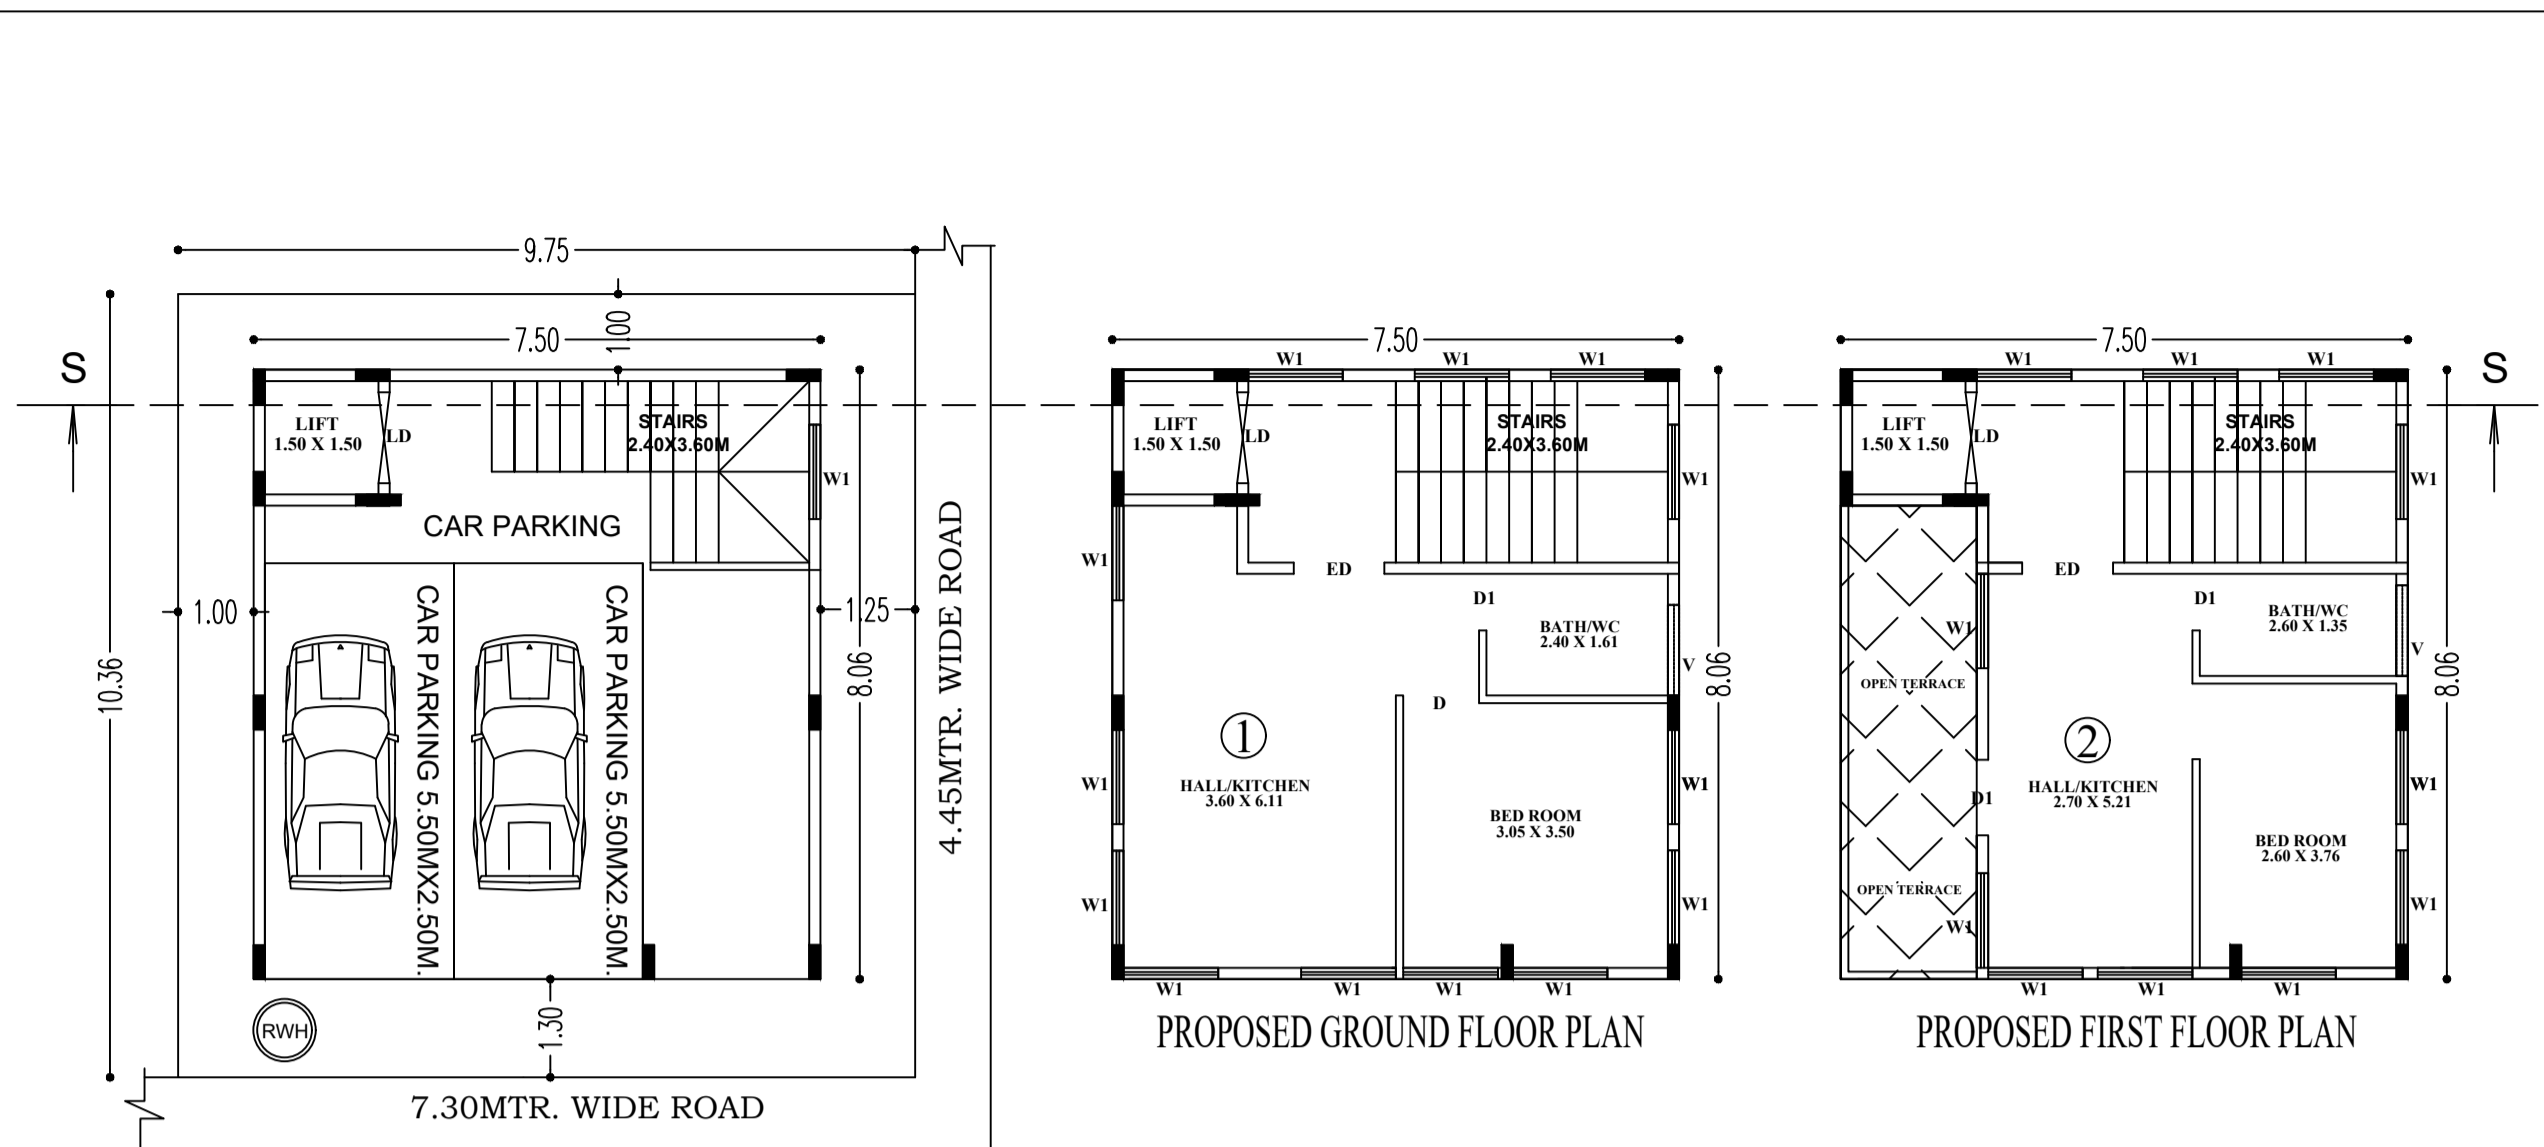 9.75
7.50
1.00
S
LIFT
1.50 X 1.50
LD
STAIRS
2.40X3.60M
W1
CAR PARKING
CAR PARKING 5.50MX2.50M.
CAR PARKING 5.50MX2.50M.
1.00
1.25
10.36
8.06
4.45MTR. WIDE ROAD
RWH
1.30
7.30MTR. WIDE ROAD
7.50
W1
W1
W1
LIFT
1.50 X 1.50
LD
STAIRS
2.40X3.60M
W1
W1
ED
D1
BATH/WC
2.40 X 1.61
V
8.06
D
1
W1
HALL/KITCHEN
3.60 X 6.11
W1
BED ROOM
3.05 X 3.50
W1
W1
W1
W1
W1
W1
PROPOSED GROUND FLOOR PLAN
7.50
W1
W1
W1
S
LIFT
1.50 X 1.50
LD
STAIRS
2.40X3.60M
W1
ED
D1
BATH/WC
2.60 X 1.35
W1
V
8.06
OPEN TERRACE
2
HALL/KITCHEN
2.70 X 5.21
D1
W1
BED ROOM
2.60 X 3.76
OPEN TERRACE
W1
W1
W1
W1
W1
PROPOSED FIRST FLOOR PLAN